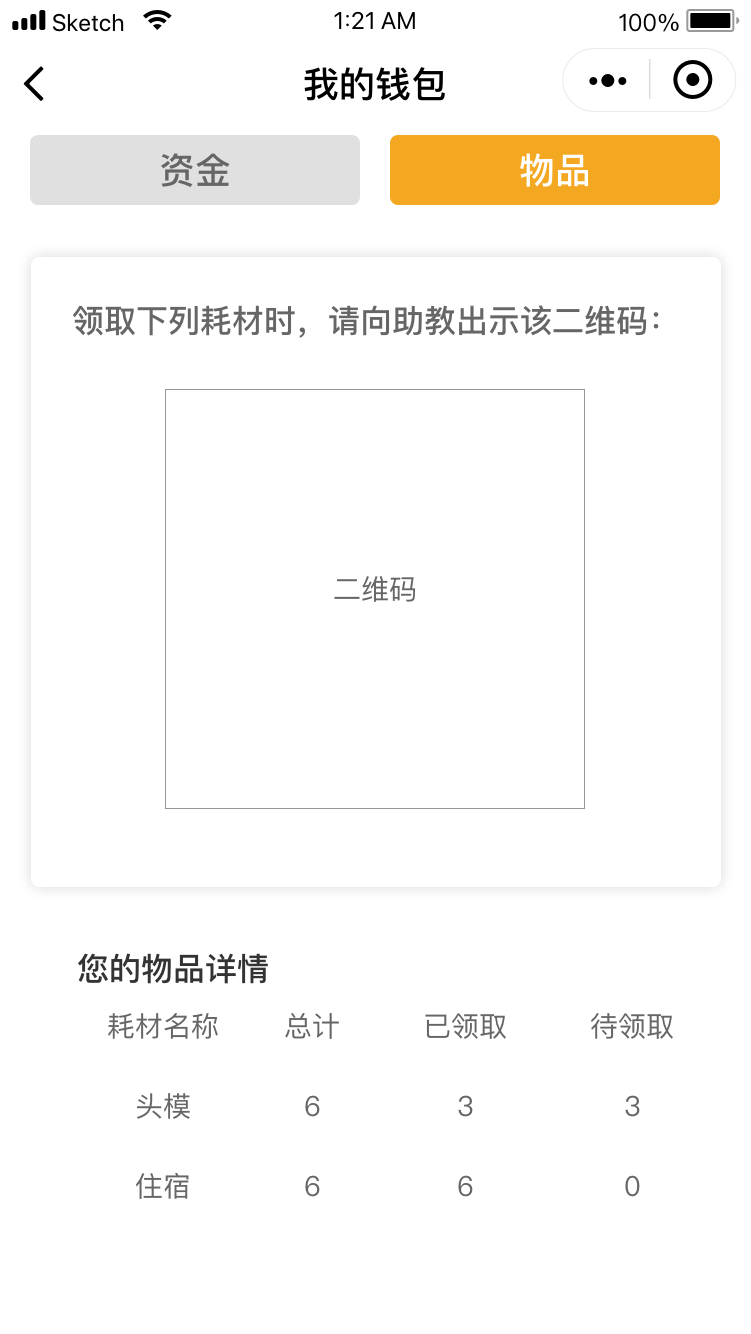 Sketch 1:21 AM 100%
我的钱包
资金 物品
领取下列耗材时，请向助教出示该二维码：
二维码
您的物品详情
耗材名称 总计 已领取 待领取
头模 6 3 3
住宿 6 6 0